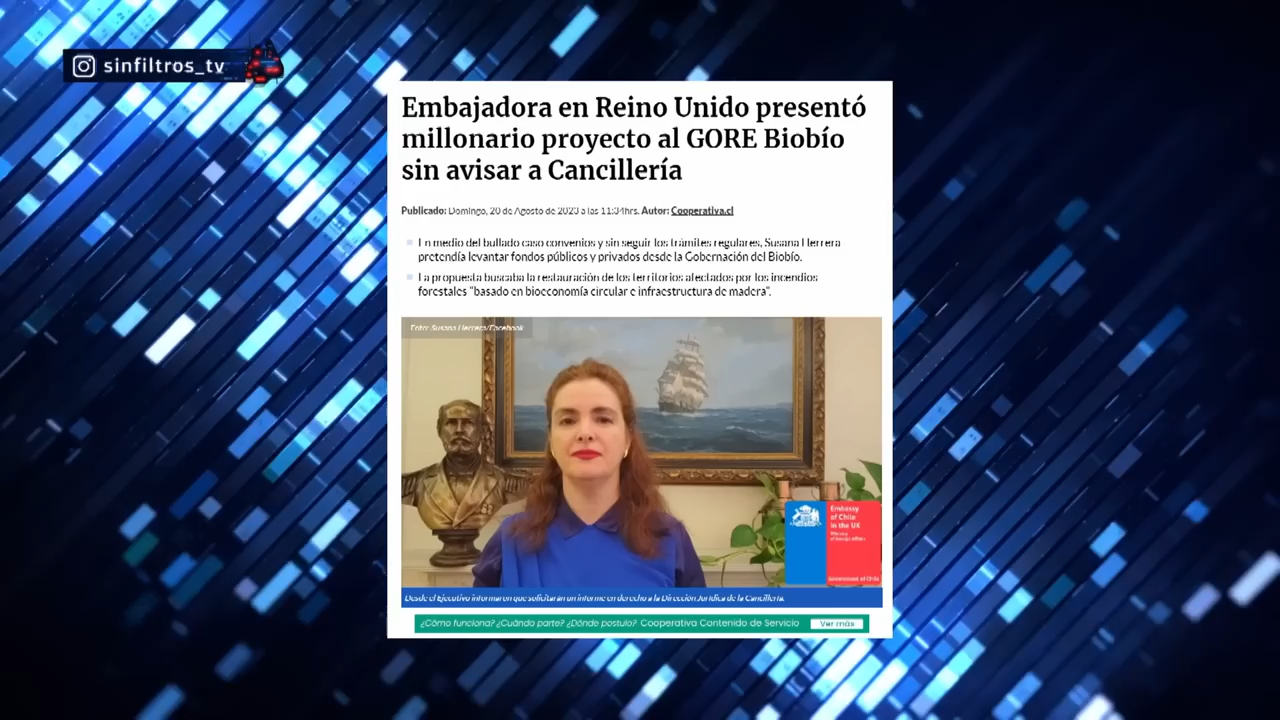 sinfiltros_tv
Embajadora en Reino Unido presentó
millonario proyecto al GORE Biobío
sin avisar a Cancillería
Publicado: Domingo, 20 de Agosto de 2023 a las 11:34hrs. Autor: Cooperativa.cl
En medio del bullado caso convenios y sin seguir los trámites regulares, Susana Herrera
pretendía levantar fondos públicos y privados desde la Gobernación del Biobío.
La propuesta buscaba la restauración de los territorios afectados por los incendios
forestales "basado en bioeconomía circular e infraestructura de madera".
Foto: Susana Herrera/Facebook
Embassy
of Chile
in the UK
Ministry
of Foreign Affairs
Government of Chile
Desde el Ejecutivo informaron que solicitarán un informe en derecho a la Dirección Jurídica de la Cancillería.
¿Cómo funciona? ¿Cuándo parte? ¿Dónde postulo? Cooperativa Contenido de Servicio Ver más